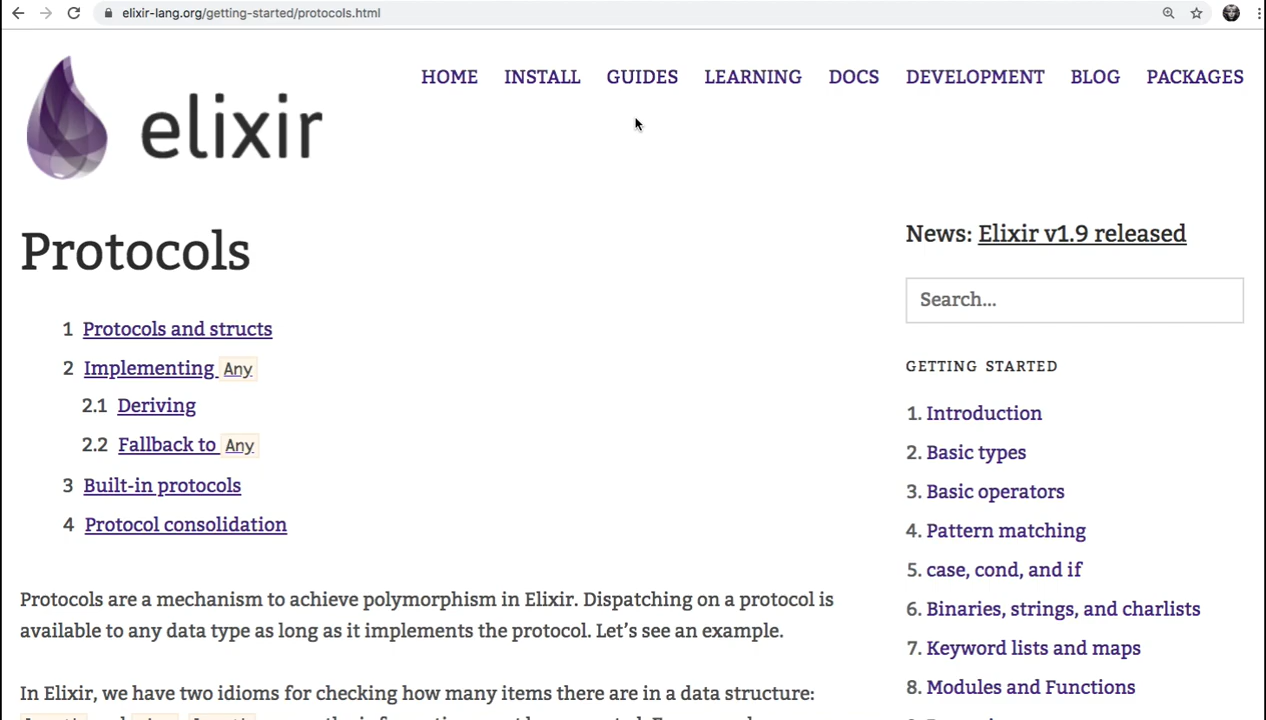 elixir-lang.org/getting-started/protocols.html
elixir
HOME INSTALL GUIDES LEARNING DOCS DEVELOPMENT BLOG PACKAGES
Protocols
1 Protocols and structs
2 Implementing Any
2.1 Deriving
2.2 Fallback to Any
3 Built-in protocols
4 Protocol consolidation
Protocols are a mechanism to achieve polymorphism in Elixir. Dispatching on a protocol is
available to any data type as long as it implements the protocol. Let's see an example.
In Elixir, we have two idioms for checking how many items there are in a data structure:
News: Elixir v1.9 released
Search...
GETTING STARTED
1. Introduction
2. Basic types
3. Basic operators
4. Pattern matching
5. case, cond, and if
6. Binaries, strings, and charlists
7. Keyword lists and maps
8. Modules and Functions